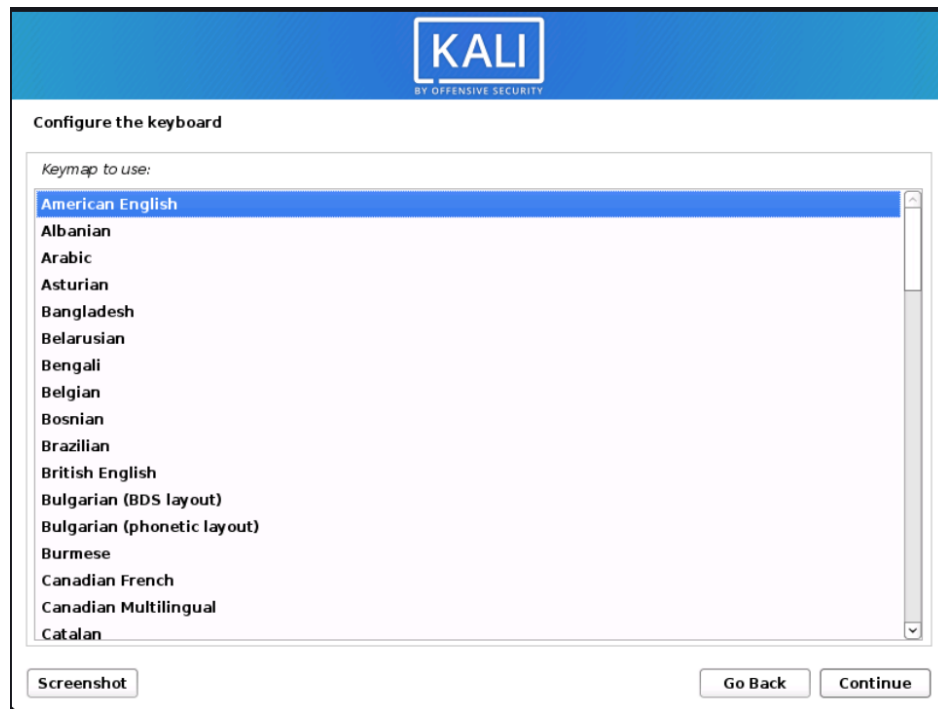 KALI
BY OFFENSIVE SECURITY
Configure the keyboard
Keymap to use:
American English
Albanian
Arabic
Asturian
Bangladesh
Belarusian
Bengali
Belgian
Bosnian
Brazilian
British English
Bulgarian (BDS layout)
Bulgarian (phonetic layout)
Burmese
Canadian French
Canadian Multilingual
Catalan
Screenshot
Go Back
Continue